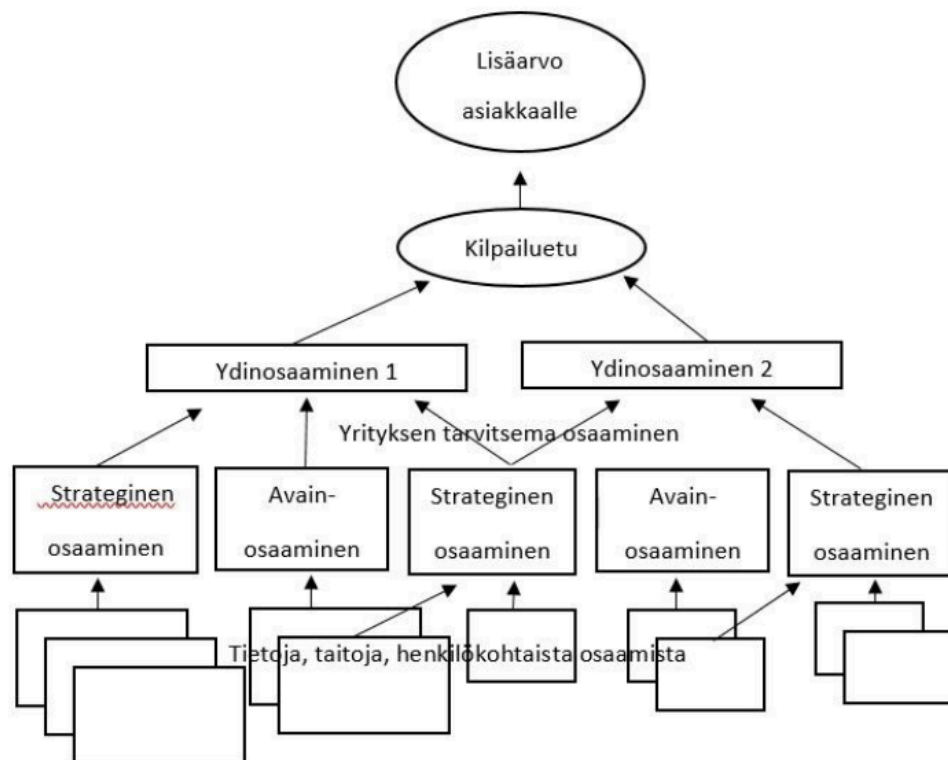 Lisäarvo
asiakkaalle
Kilpailuetu
Ydinosaaminen 1
Ydinosaaminen 2
Yrityksen tarvitsema osaaminen
Strateginen
osaaminen
Avain-
osaaminen
Strateginen
osaaminen
Avain-
osaaminen
Strateginen
osaaminen
Tietoja, taitoja, henkilökohtaista osaamista